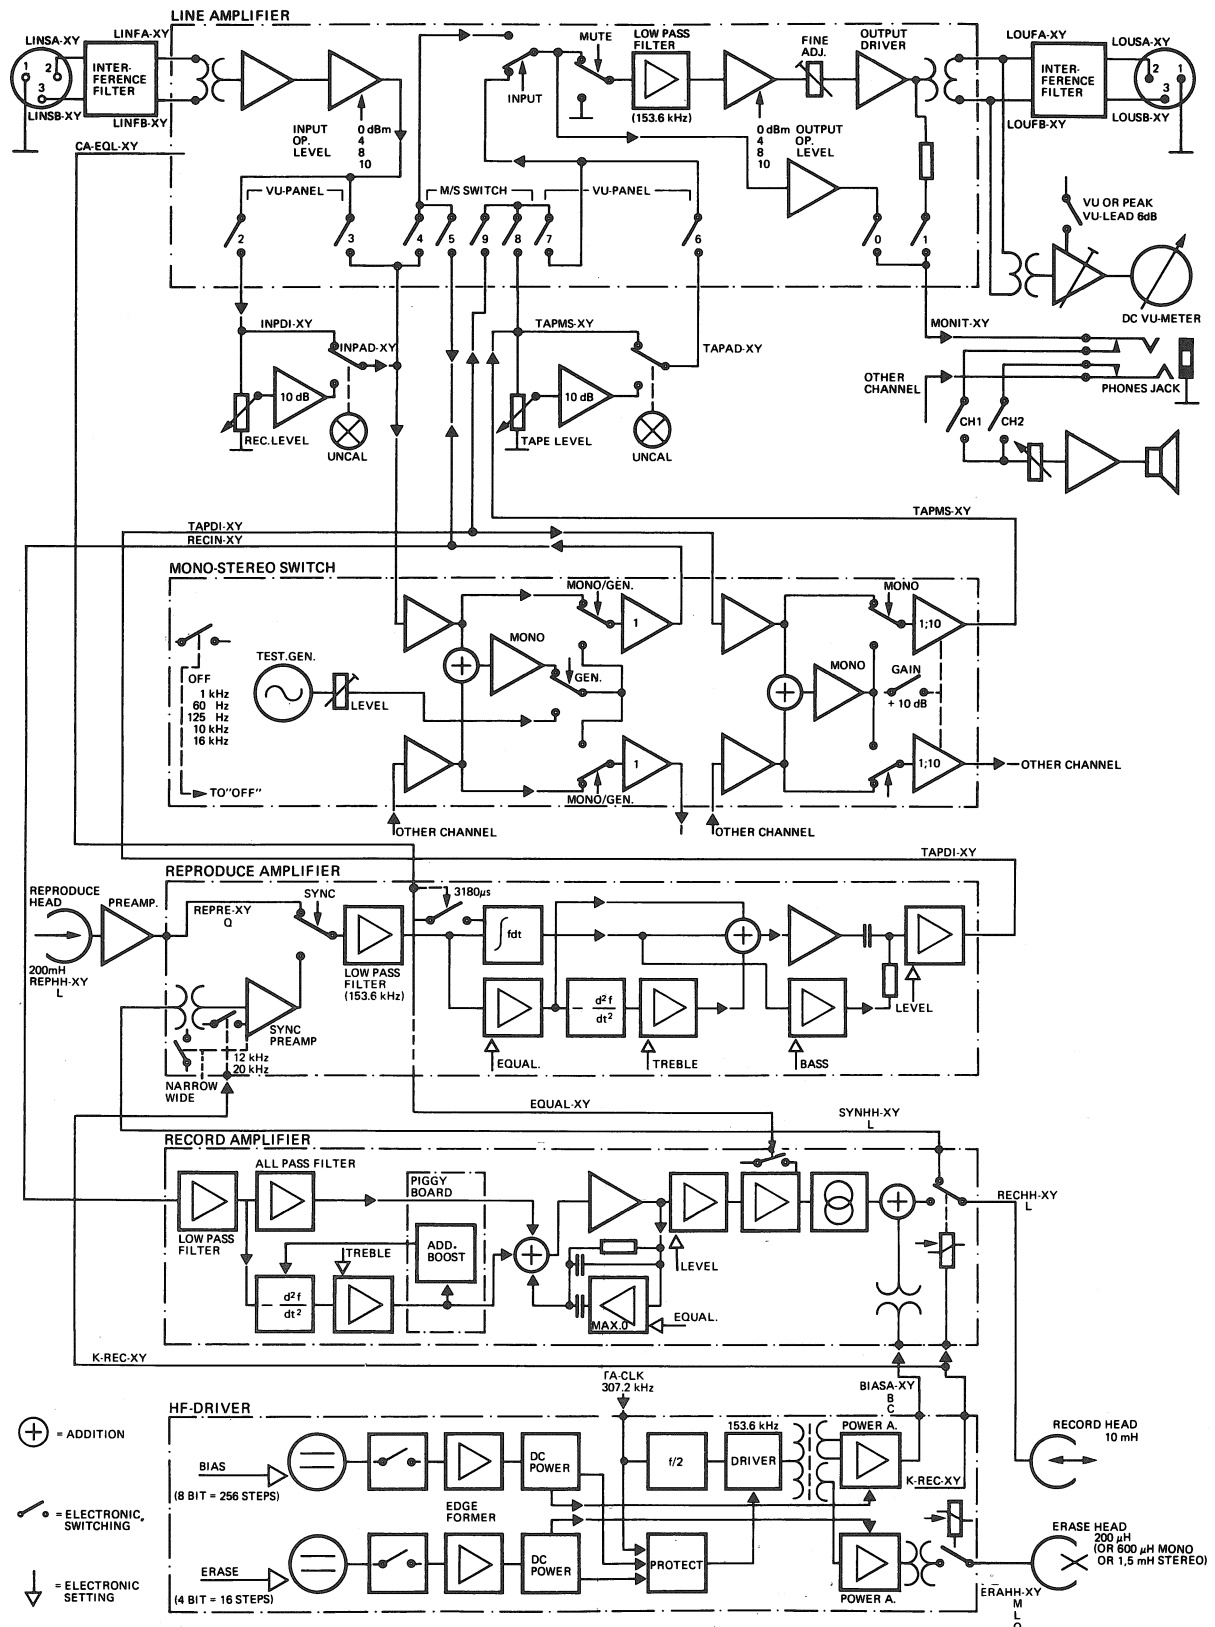 LINE AMPLIFIER
LINSA-XY
LINFA-XY
1
2
3
INTER-
FERENCE
FILTER
LINSB-XY
LINFB-XY
CA-EQL-XY
INPUT
OP.
LEVEL
0 dBm
4
8
10
MUTE
INPUT
LOW PASS
FILTER
(153.6 kHz)
FINE
ADJ.
OUTPUT
DRIVER
0 dBm
4
8
10
OUTPUT
OP.
LEVEL
LOUFA-XY
LOUSA-XY
INTER-
FERENCE
FILTER
2
1
3
LOUFB-XY
LOUSB-XY
VU-PANEL
M/S SWITCH
VU-PANEL
2
3
4
5
9
8
7
6
0
1
VU OR PEAK
VU-LEAD 6dB
DC VU-METER
INPDI-XY
INPAD-XY
10 dB
REC.LEVEL
UNCAL
TAPMS-XY
TAPAD-XY
10 dB
TAPE LEVEL
UNCAL
MONIT-XY
OTHER
CHANNEL
PHONES JACK
CH1
CH2
TAPMS-XY
TAPDI-XY
RECIN-XY
MONO-STEREO SWITCH
OFF
1 kHz
60 Hz
125 Hz
10 kHz
16 kHz
TO"OFF"
TEST.GEN.
LEVEL
MONO
MONO/GEN.
1
GEN.
1
MONO/GEN.
MONO
1;10
MONO
GAIN
+ 10 dB
1;10
OTHER CHANNEL
OTHER CHANNEL
OTHER CHANNEL
TAPDI-XY
REPRODUCE AMPLIFIER
REPRODUCE
HEAD
PREAMP.
REPRE-XY
Q
SYNC
3180µs
∫ fdt
200mH
REPHH-XY
L
LOW PASS
FILTER
(153.6 kHz)
SYNC
PREAMP
12 kHz
20 kHz
NARROW
WIDE
- d²f
dt²
EQUAL.
TREBLE
BASS
LEVEL
EQUAL-XY
SYNHH-XY
L
RECORD AMPLIFIER
ALL PASS FILTER
PIGGY
BOARD
LOW PASS
FILTER
TREBLE
ADD.
BOOST
- d²f
dt²
LEVEL
MAX.0
EQUAL.
RECHH-XY
L
K-REC-XY
TA-CLK
307.2 kHz
BIASA-XY
B
C
HF-DRIVER
153.6 kHz
POWER A.
BIAS
(8 BIT = 256 STEPS)
DC
POWER
f/2
DRIVER
K-REC-XY
EDGE
FORMER
ERASE
(4 BIT = 16 STEPS)
DC
POWER
PROTECT
POWER A.
RECORD HEAD
10 mH
ERASE HEAD
200 µH
(OR 600 µH MONO
OR 1,5 mH STEREO)
ERAHH-XY
M
L
+ = ADDITION
= ELECTRONIC
SWITCHING
= ELECTRONIC
SETTING